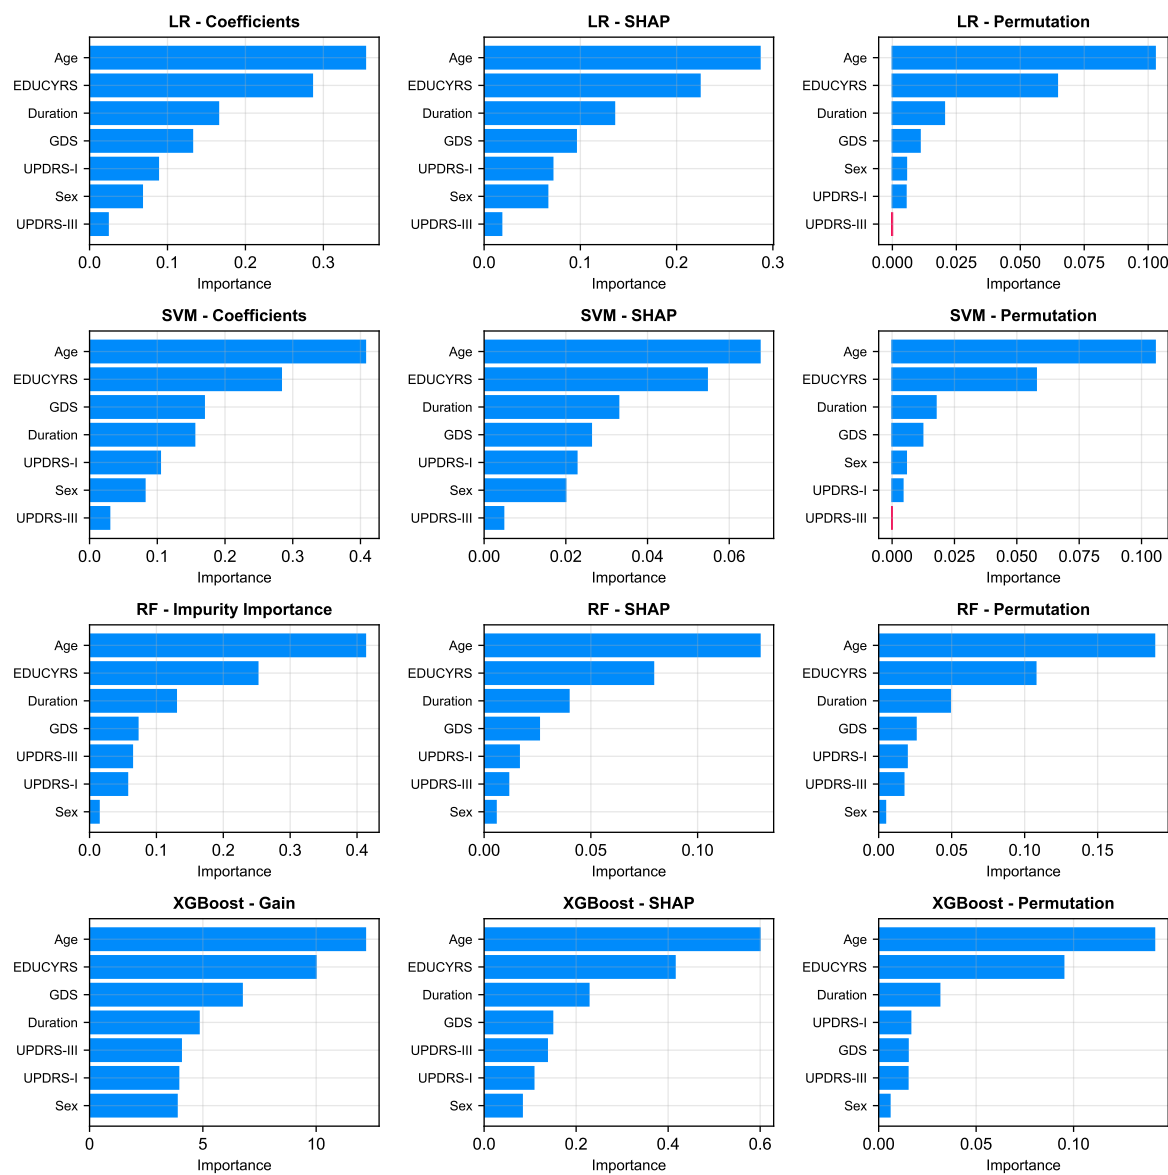 LR - Coefficients
Age
EDUCYRS
Duration
GDS
UPDRS-I
Sex
UPDRS-III
0.0 0.1 0.2 0.3
Importance
LR - SHAP
Age
EDUCYRS
Duration
GDS
UPDRS-I
Sex
UPDRS-III
0.0 0.1 0.2 0.3
Importance
LR - Permutation
Age
EDUCYRS
Duration
GDS
Sex
UPDRS-I
UPDRS-III
0.000 0.025 0.050 0.075 0.100
Importance
SVM - Coefficients
Age
EDUCYRS
GDS
Duration
UPDRS-I
Sex
UPDRS-III
0.0 0.1 0.2 0.3 0.4
Importance
SVM - SHAP
Age
EDUCYRS
Duration
GDS
UPDRS-I
Sex
UPDRS-III
0.00 0.02 0.04 0.06
Importance
SVM - Permutation
Age
EDUCYRS
Duration
GDS
Sex
UPDRS-I
UPDRS-III
0.000 0.025 0.050 0.075 0.100
Importance
RF - Impurity Importance
Age
EDUCYRS
Duration
GDS
UPDRS-III
UPDRS-I
Sex
0.0 0.1 0.2 0.3 0.4
Importance
RF - SHAP
Age
EDUCYRS
Duration
GDS
UPDRS-I
UPDRS-III
Sex
0.00 0.05 0.10
Importance
RF - Permutation
Age
EDUCYRS
Duration
GDS
UPDRS-I
UPDRS-III
Sex
0.00 0.05 0.10 0.15
Importance
XGBoost - Gain
Age
EDUCYRS
GDS
Duration
UPDRS-III
UPDRS-I
Sex
0 5 10
Importance
XGBoost - SHAP
Age
EDUCYRS
Duration
GDS
UPDRS-III
UPDRS-I
Sex
0.0 0.2 0.4 0.6
Importance
XGBoost - Permutation
Age
EDUCYRS
Duration
UPDRS-I
GDS
UPDRS-III
Sex
0.00 0.05 0.10
Importance